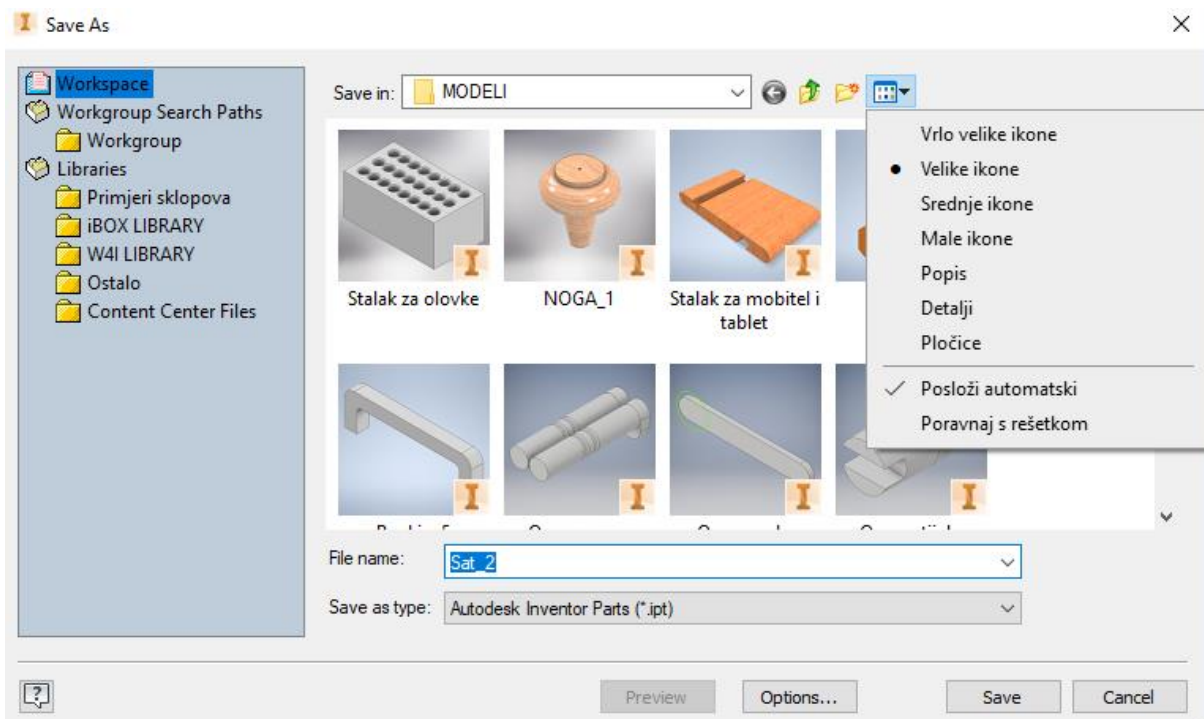 Save As
Workspace
Workgroup Search Paths
Workgroup
Libraries
Primjeri sklopova
iBOX LIBRARY
W4I LIBRARY
Ostalo
Content Center Files
Save in: MODELI
Vrlo velike ikone
Velike ikone
Srednje ikone
Male ikone
Popis
Detalji
Pločice
Posloži automatski
Poravnaj s rešetkom
Stalak za olovke
NOGA_1
Stalak za mobitel i
tablet
File name: Sat_2
Save as type: Autodesk Inventor Parts (*.ipt)
Preview
Options...
Save
Cancel